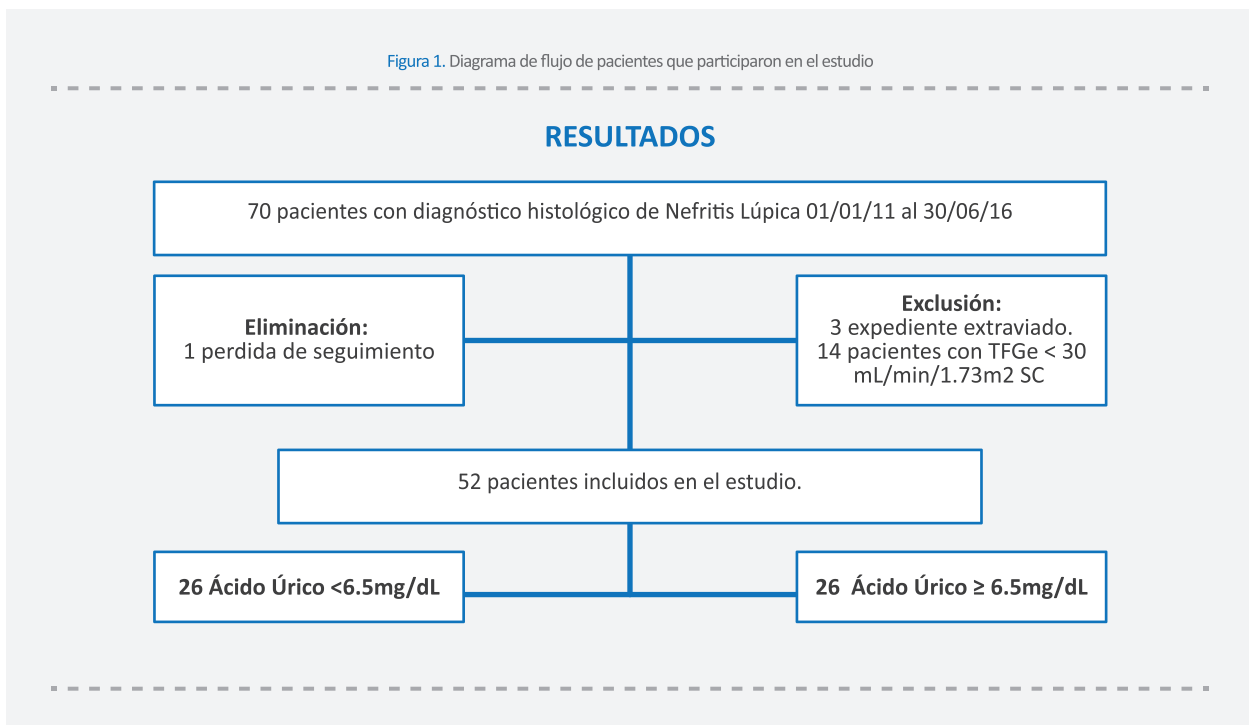 Figura 1. Diagrama de flujo de pacientes que participaron en el estudio
RESULTADOS
70 pacientes con diagnóstico histológico de Nefritis Lúpica 01/01/11 al 30/06/16
Eliminación:
1 perdida de seguimiento
Exclusión:
3 expediente extraviado.
14 pacientes con TFGe < 30
mL/min/1.73m2 SC
52 pacientes incluidos en el estudio.
26 Ácido Úrico <6.5mg/dL
26 Ácido Úrico ≥ 6.5mg/dL